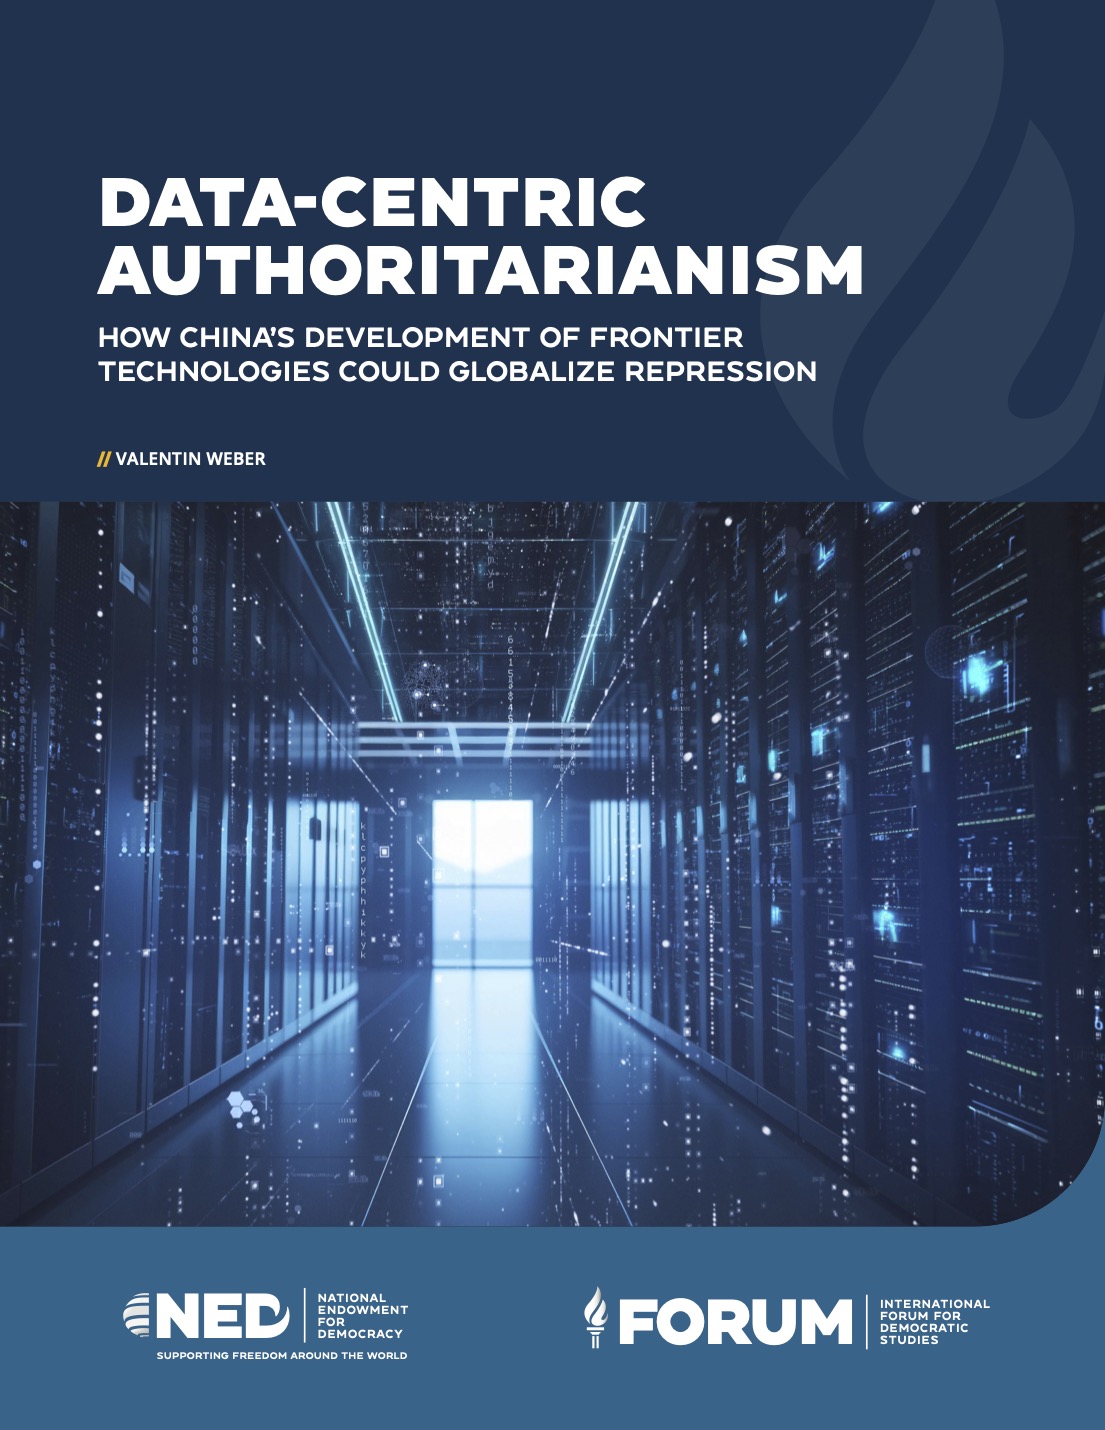 DATA-CENTRIC
AUTHORITARIANISM
HOW CHINA'S DEVELOPMENT OF FRONTIER
TECHNOLOGIES COULD GLOBALIZE REPRESSION
// VALENTIN WEBER
NED
NATIONAL
ENDOWMENT
FOR
DEMOCRACY
SUPPORTING FREEDOM AROUND THE WORLD
FORUM
INTERNATIONAL
FORUM FOR
DEMOCRATIC
STUDIES